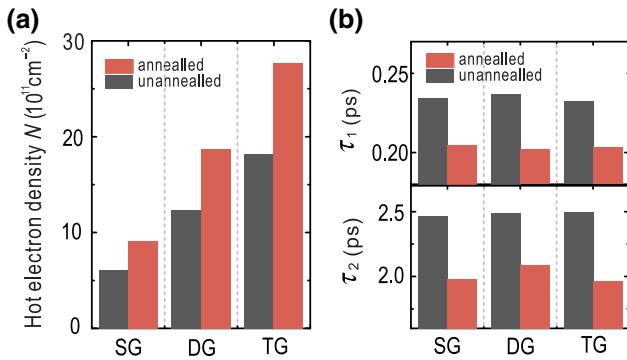 (a)
Hot electron density N (10¹¹cm⁻²)
30
20
10
0
annealled
unannealled
SG
DG
TG
(b)
τ₁ (ps)
0.25
0.20
annealled
unannealled
τ₂ (ps)
2.5
2.0
SG
DG
TG